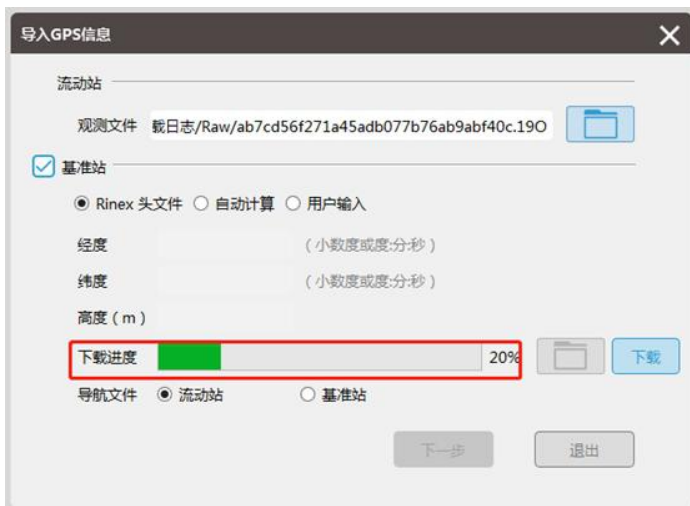 导入GPS信息
流动站
观测文件 载日志/Raw/ab7cd56f271a45adb077b76ab9abf40c.19O
基准站
Rinex 头文件 自动计算 用户输入
经度 (小数度或度:分:秒)
纬度 (小数度或度:分:秒)
高度(m)
下载进度 20% 下载
导航文件 流动站 基准站
下一步 退出